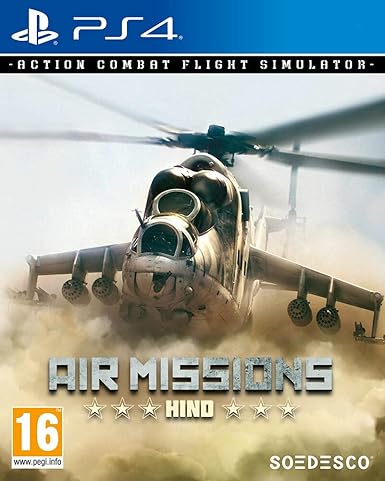 PS4
-ACTION COMBAT FLIGHT SIMULATOR-
AIR MISSIONS
HIND
16
www.pegi.info
SOEDESCO®